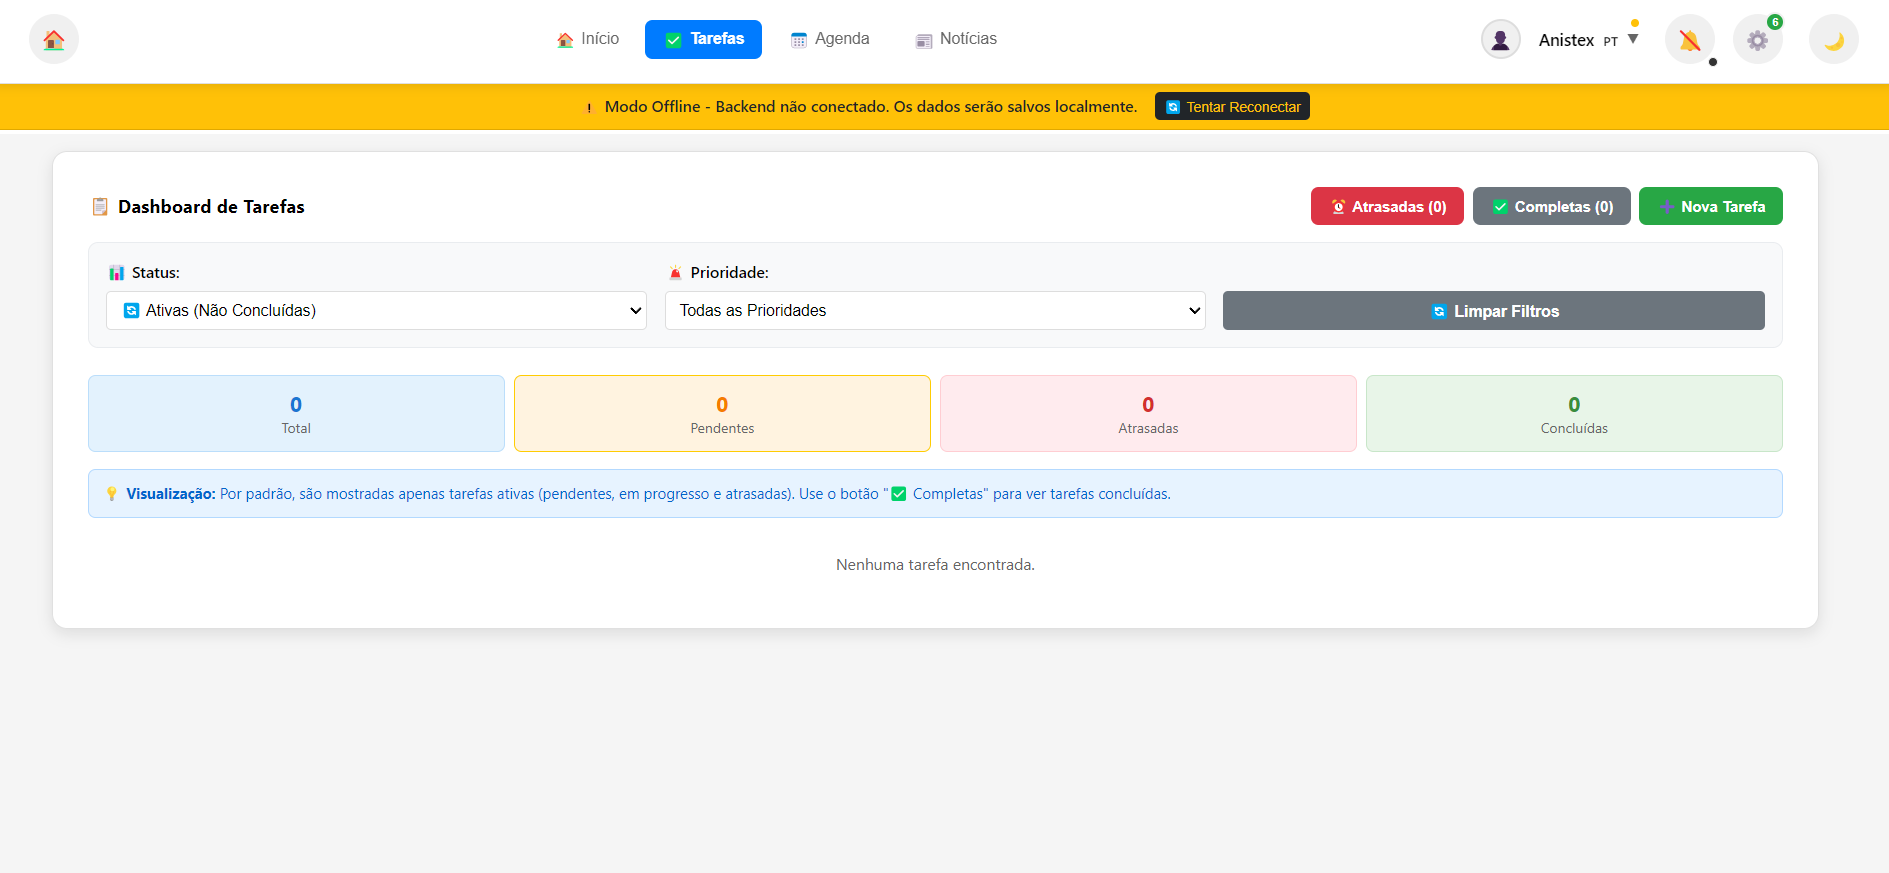 Início
Tarefas
Agenda
Notícias
Anistex PT ▼
6
Modo Offline - Backend não conectado. Os dados serão salvos localmente.
Tentar Reconectar
Dashboard de Tarefas
Atrasadas (0)
Completas (0)
Nova Tarefa
Status:
Prioridade:
Ativas (Não Concluídas)
Todas as Prioridades
Limpar Filtros
0
Total
0
Pendentes
0
Atrasadas
0
Concluídas
Visualização: Por padrão, são mostradas apenas tarefas ativas (pendentes, em progresso e atrasadas). Use o botão "✅ Completas" para ver tarefas concluídas.
Nenhuma tarefa encontrada.